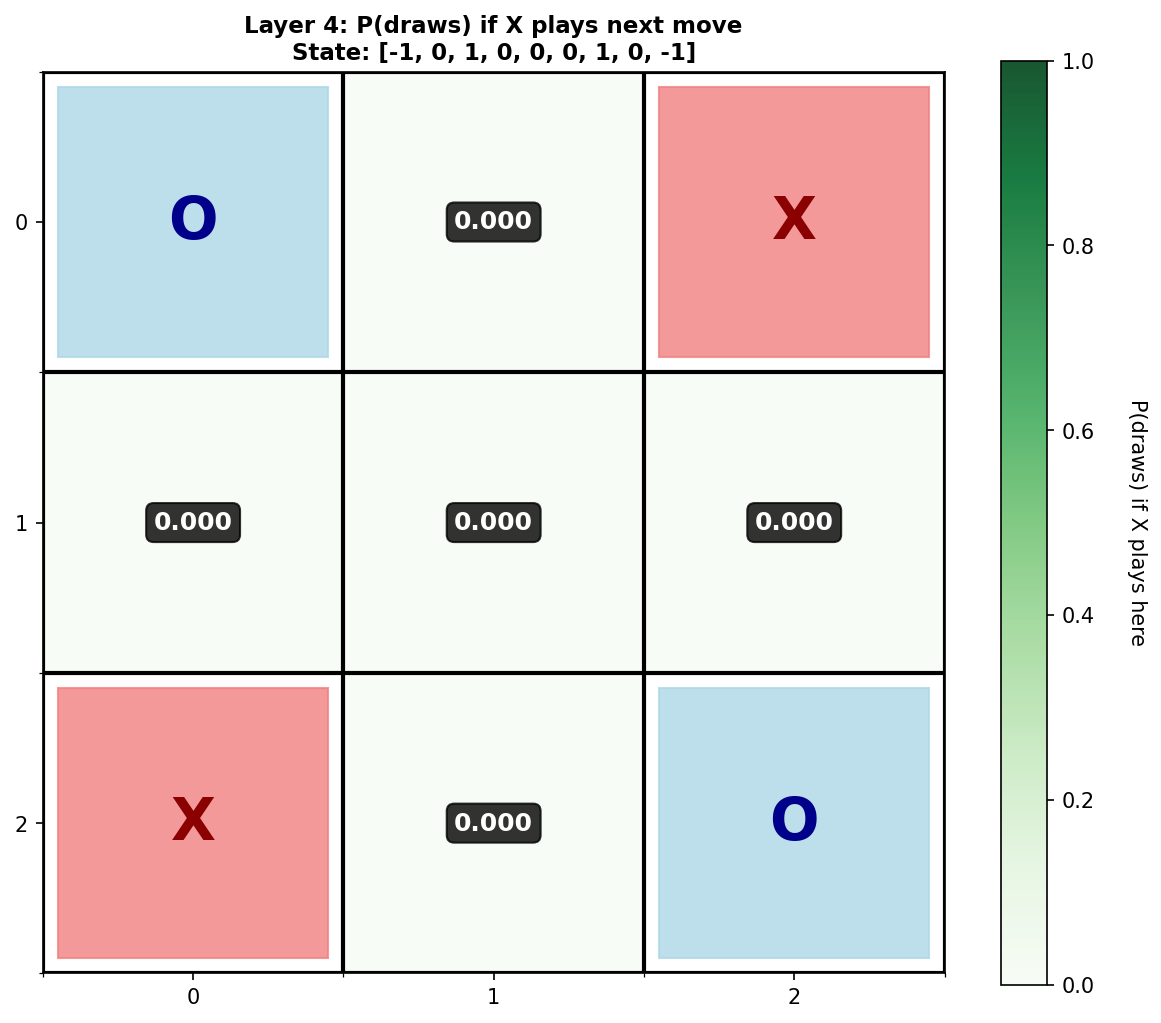 Layer 4: P(draws) if X plays next move
State: [-1, 0, 1, 0, 0, 0, 1, 0, -1]
0
O
0.000
X
1
0.000
0.000
0.000
2
X
0.000
O
0
1
2
1.0
0.8
0.6
0.4
0.2
0.0
P(draws) if X plays here